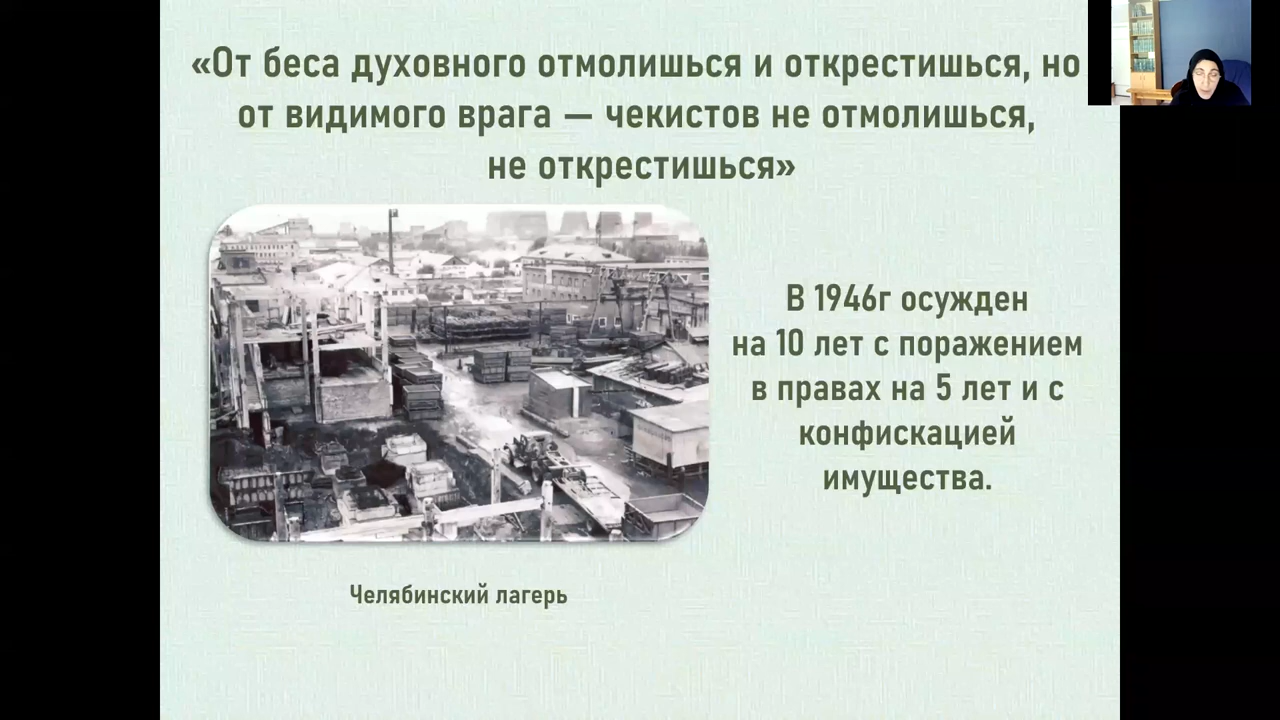 «От беса духовного отмолишься и открестишься, но
от видимого врага — чекистов не отмолишься,
не открестишься»
В 1946г осужден
на 10 лет с поражением
в правах на 5 лет и с
конфискацией
имущества.
Челябинский лагерь